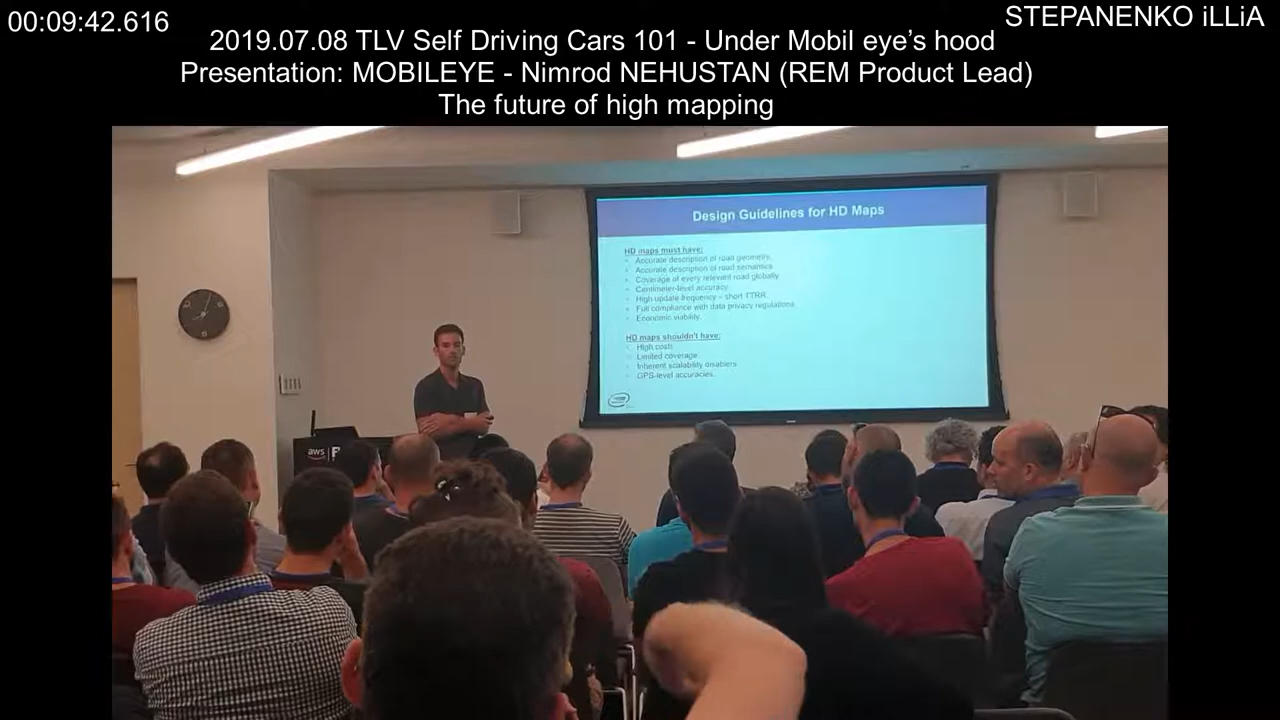 00:09:42.616
STEPANENKO iLLiA
2019.07.08 TLV Self Driving Cars 101 - Under Mobil eye's hood
Presentation: MOBILEYE - Nimrod NEHUSTAN (REM Product Lead)
The future of high mapping
Design Guidelines for HD Maps
HD maps must have:
Accurate description of road geometry.
Accurate description of road semantics
Coverage of every relevant road globally
Centimeter-level accuracy
High update frequency – short TTRR.
Full compliance with data privacy regulations.
Economic viability.
HD maps shouldn't have:
High costs
Limited coverage
Inherent scalability disablers
GPS-level accuracies.
aws